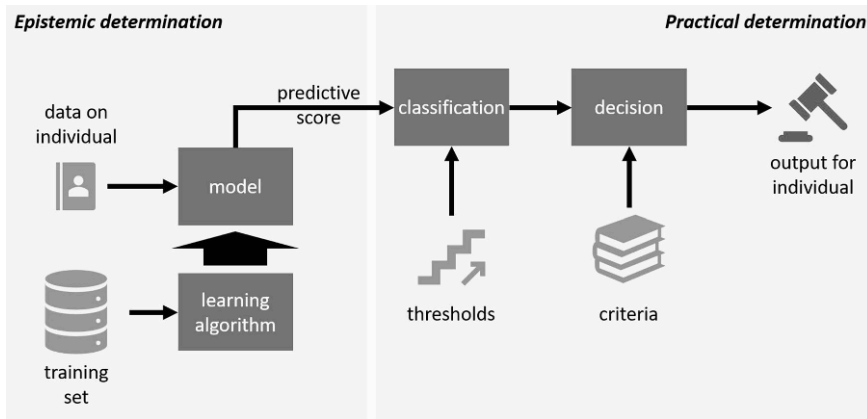 Epistemic determination
Practical determination
data on
individual
model
predictive
score
classification
decision
output for
individual
learning
algorithm
training
set
thresholds
criteria